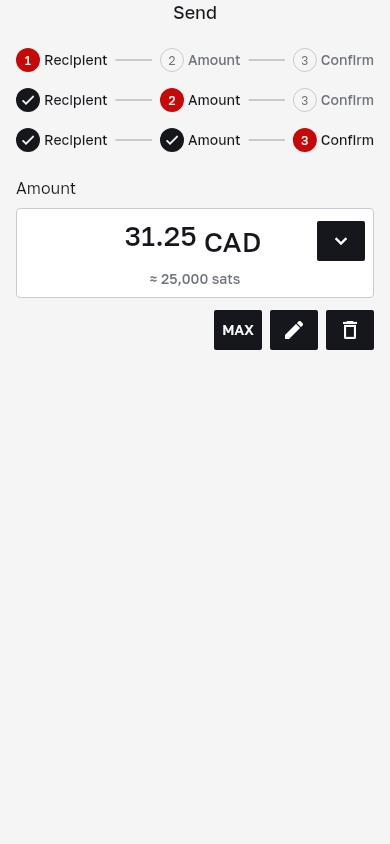 Send
1 Recipient 2 Amount 3 Confirm
Recipient 2 Amount 3 Confirm
Recipient Amount 3 Confirm
Amount
31.25 CAD
≈ 25,000 sats
MAX